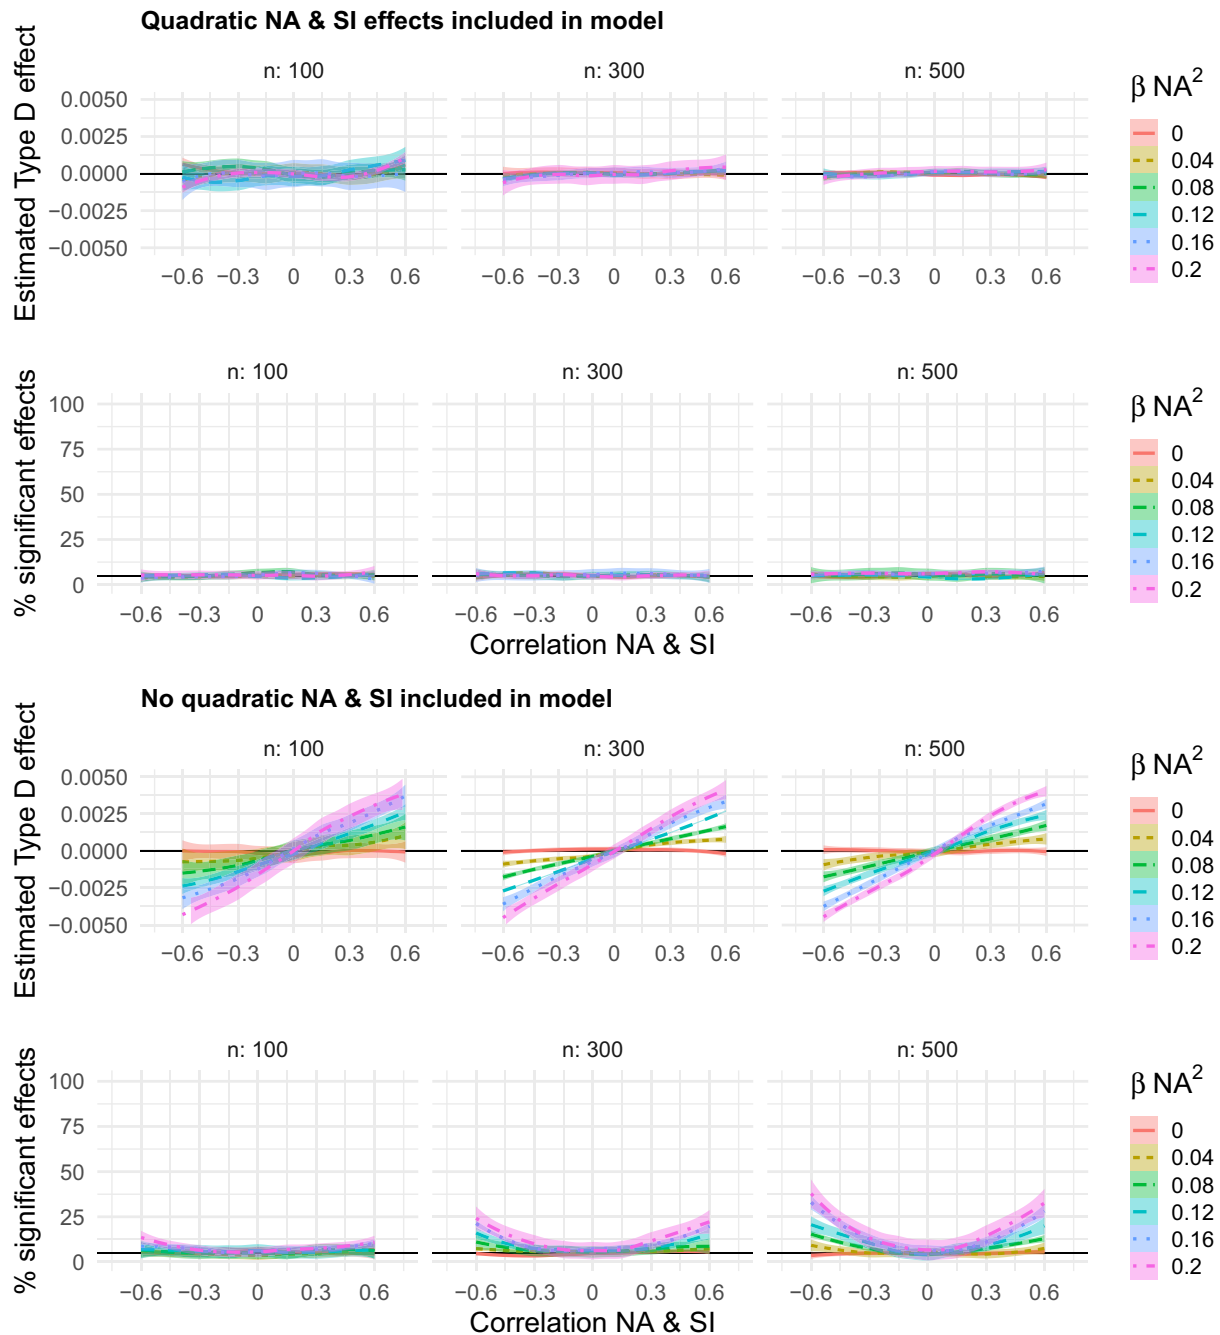 Quadratic NA & SI effects included in model
Estimated Type D effect
n: 100 n: 300 n: 500
0.0050
0.0025
0.0000
−0.0025
−0.0050
−0.6 −0.3 0 0.3 0.6 −0.6 −0.3 0 0.3 0.6 −0.6 −0.3 0 0.3 0.6
β NA²
0
0.04
0.08
0.12
0.16
0.2
% significant effects
n: 100 n: 300 n: 500
100
75
50
25
0
−0.6 −0.3 0 0.3 0.6 −0.6 −0.3 0 0.3 0.6 −0.6 −0.3 0 0.3 0.6
Correlation NA & SI
β NA²
0
0.04
0.08
0.12
0.16
0.2
No quadratic NA & SI included in model
Estimated Type D effect
n: 100 n: 300 n: 500
0.0050
0.0025
0.0000
−0.0025
−0.0050
−0.6 −0.3 0 0.3 0.6 −0.6 −0.3 0 0.3 0.6 −0.6 −0.3 0 0.3 0.6
β NA²
0
0.04
0.08
0.12
0.16
0.2
% significant effects
n: 100 n: 300 n: 500
100
75
50
25
0
−0.6 −0.3 0 0.3 0.6 −0.6 −0.3 0 0.3 0.6 −0.6 −0.3 0 0.3 0.6
Correlation NA & SI
β NA²
0
0.04
0.08
0.12
0.16
0.2